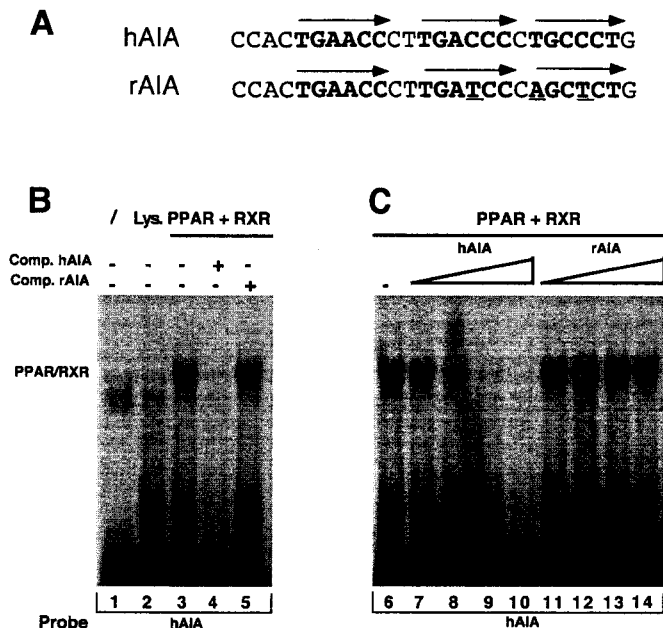 A
hAIA CCACTGAACCCTTGACCCCTGCCCTG
rAIA CCACTGAACCCTTGATCCCAGCTCTG
B
/ Lys. PPAR + RXR
Comp. hAIA - - - + -
Comp. rAIA - - - - +
PPAR/RXR
1 2 3 4 5
Probe hAIA
C
PPAR + RXR
hAIA rAIA
-
6 7 8 9 10 11 12 13 14
hAIA